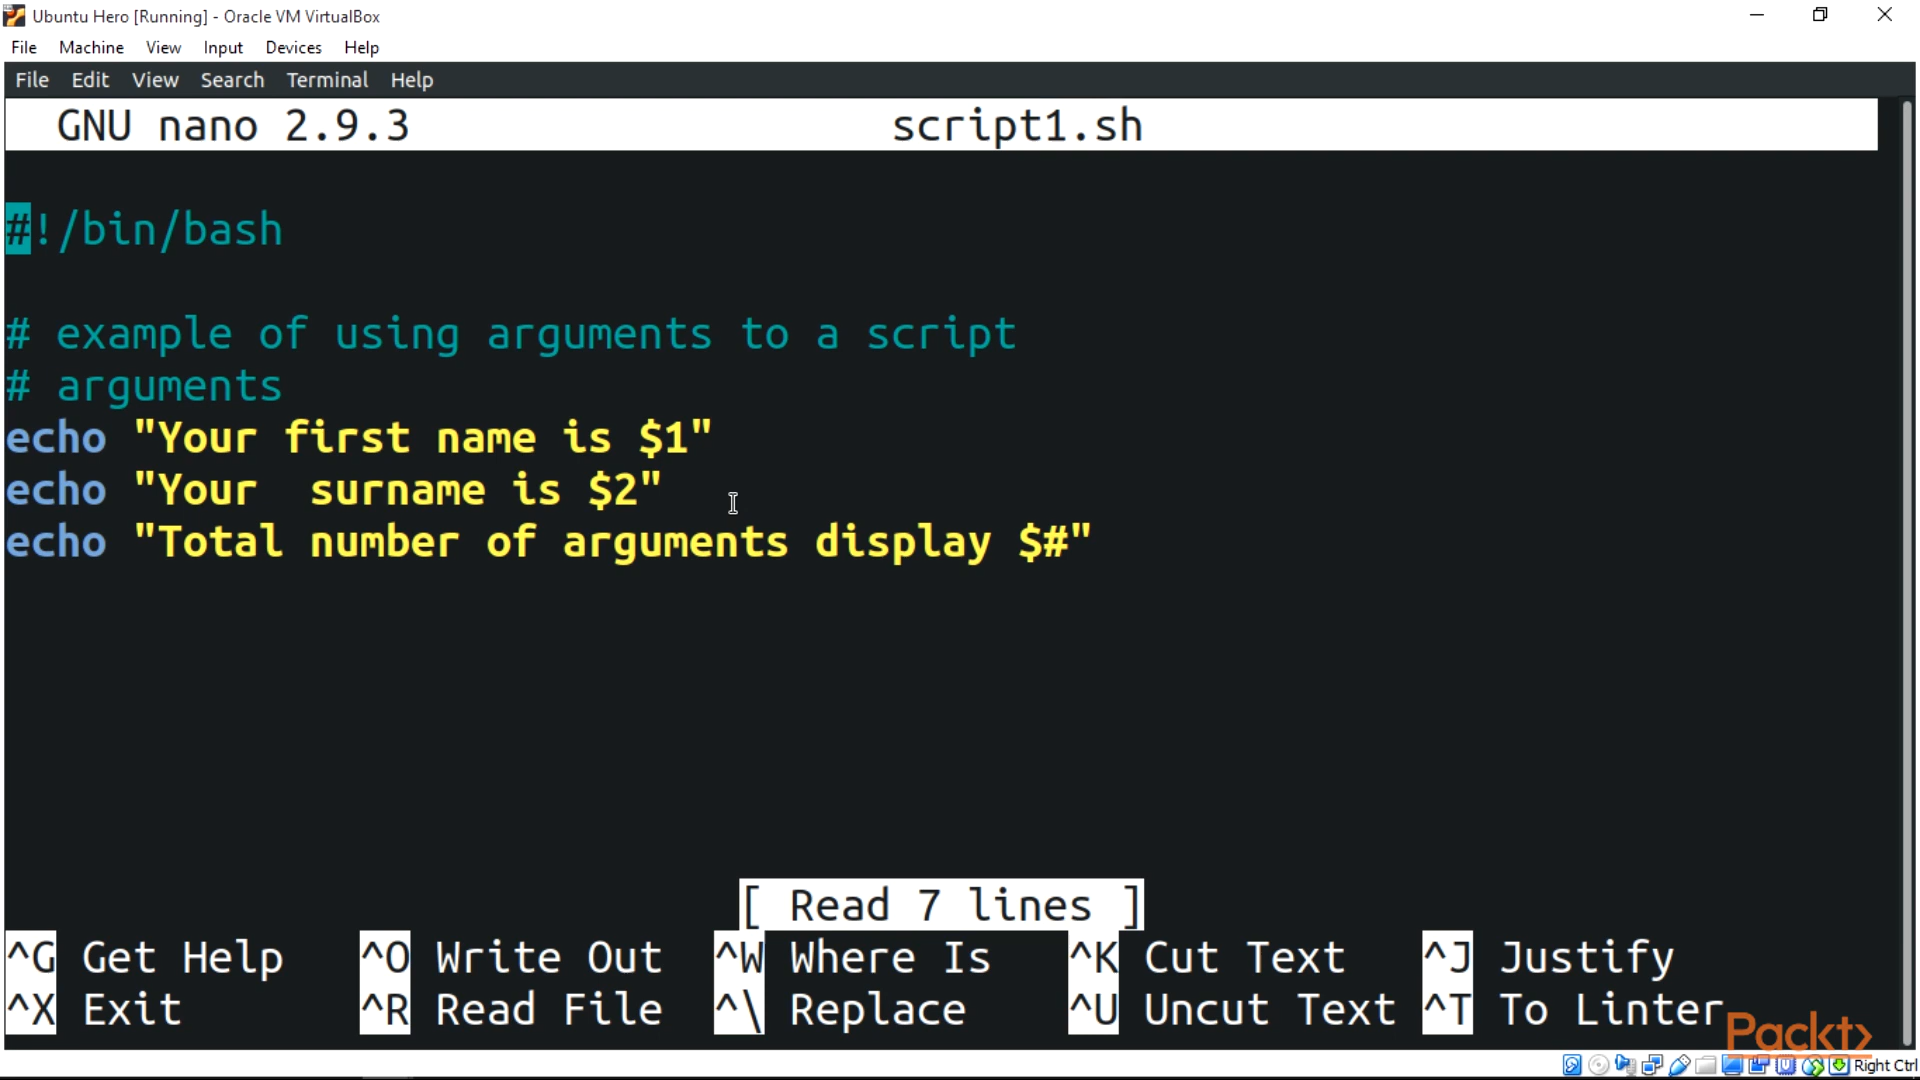 Ubuntu Hero [Running] - Oracle VM VirtualBox
File Machine View Input Devices Help
File Edit View Search Terminal Help
GNU nano 2.9.3 script1.sh
#!/bin/bash
# example of using arguments to a script
# arguments
echo "Your first name is $1"
echo "Your  surname is $2"
echo "Total number of arguments display $#"
[ Read 7 lines ]
^G Get Help ^O Write Out ^W Where Is ^K Cut Text ^J Justify
^X Exit ^R Read File ^\ Replace ^U Uncut Text ^T To Linter
Packt>
Right Ctrl